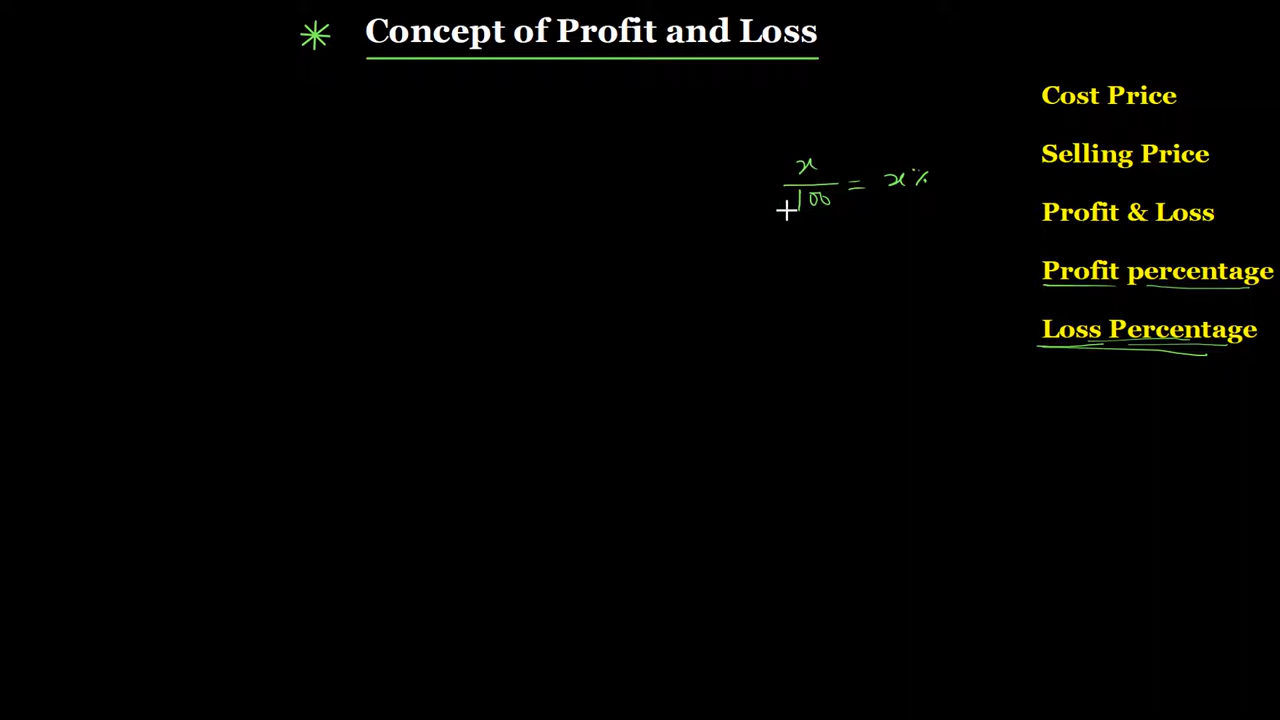 Concept of Profit and Loss
Cost Price
Selling Price
x/100 = x%
Profit & Loss
Profit percentage
Loss Percentage